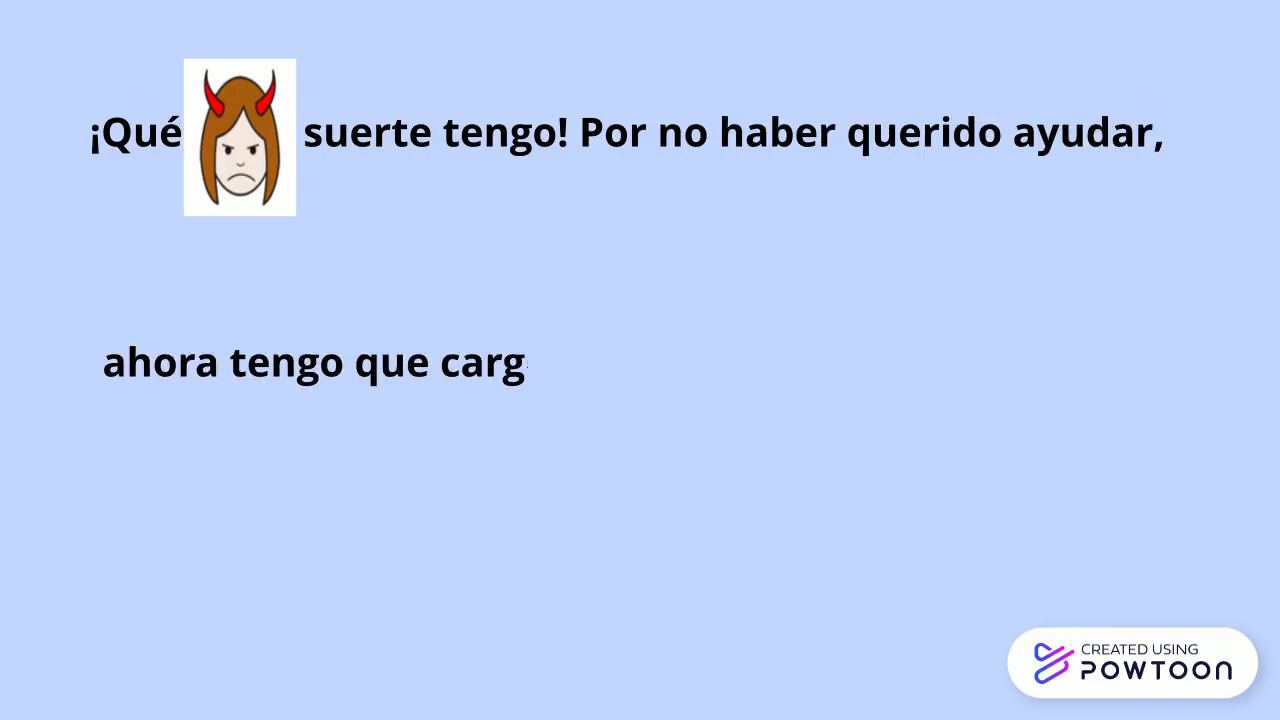 ¡Qué suerte tengo! Por no haber querido ayudar,
ahora tengo que carg
CREATED USING
POWTOON